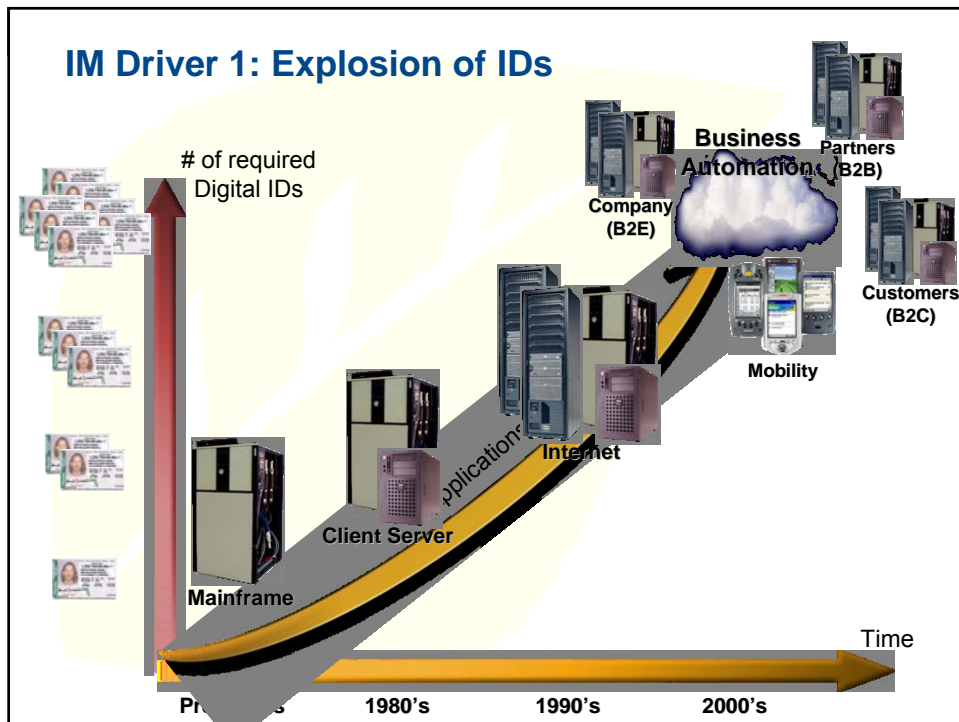 IM Driver 1: Explosion of IDs
# of required
Digital IDs
Business
Automation
Company
(B2E)
Partners
(B2B)
Customers
(B2C)
Mobility
Internet
Client Server
Mainframe
Time
1980's
1990's
2000's